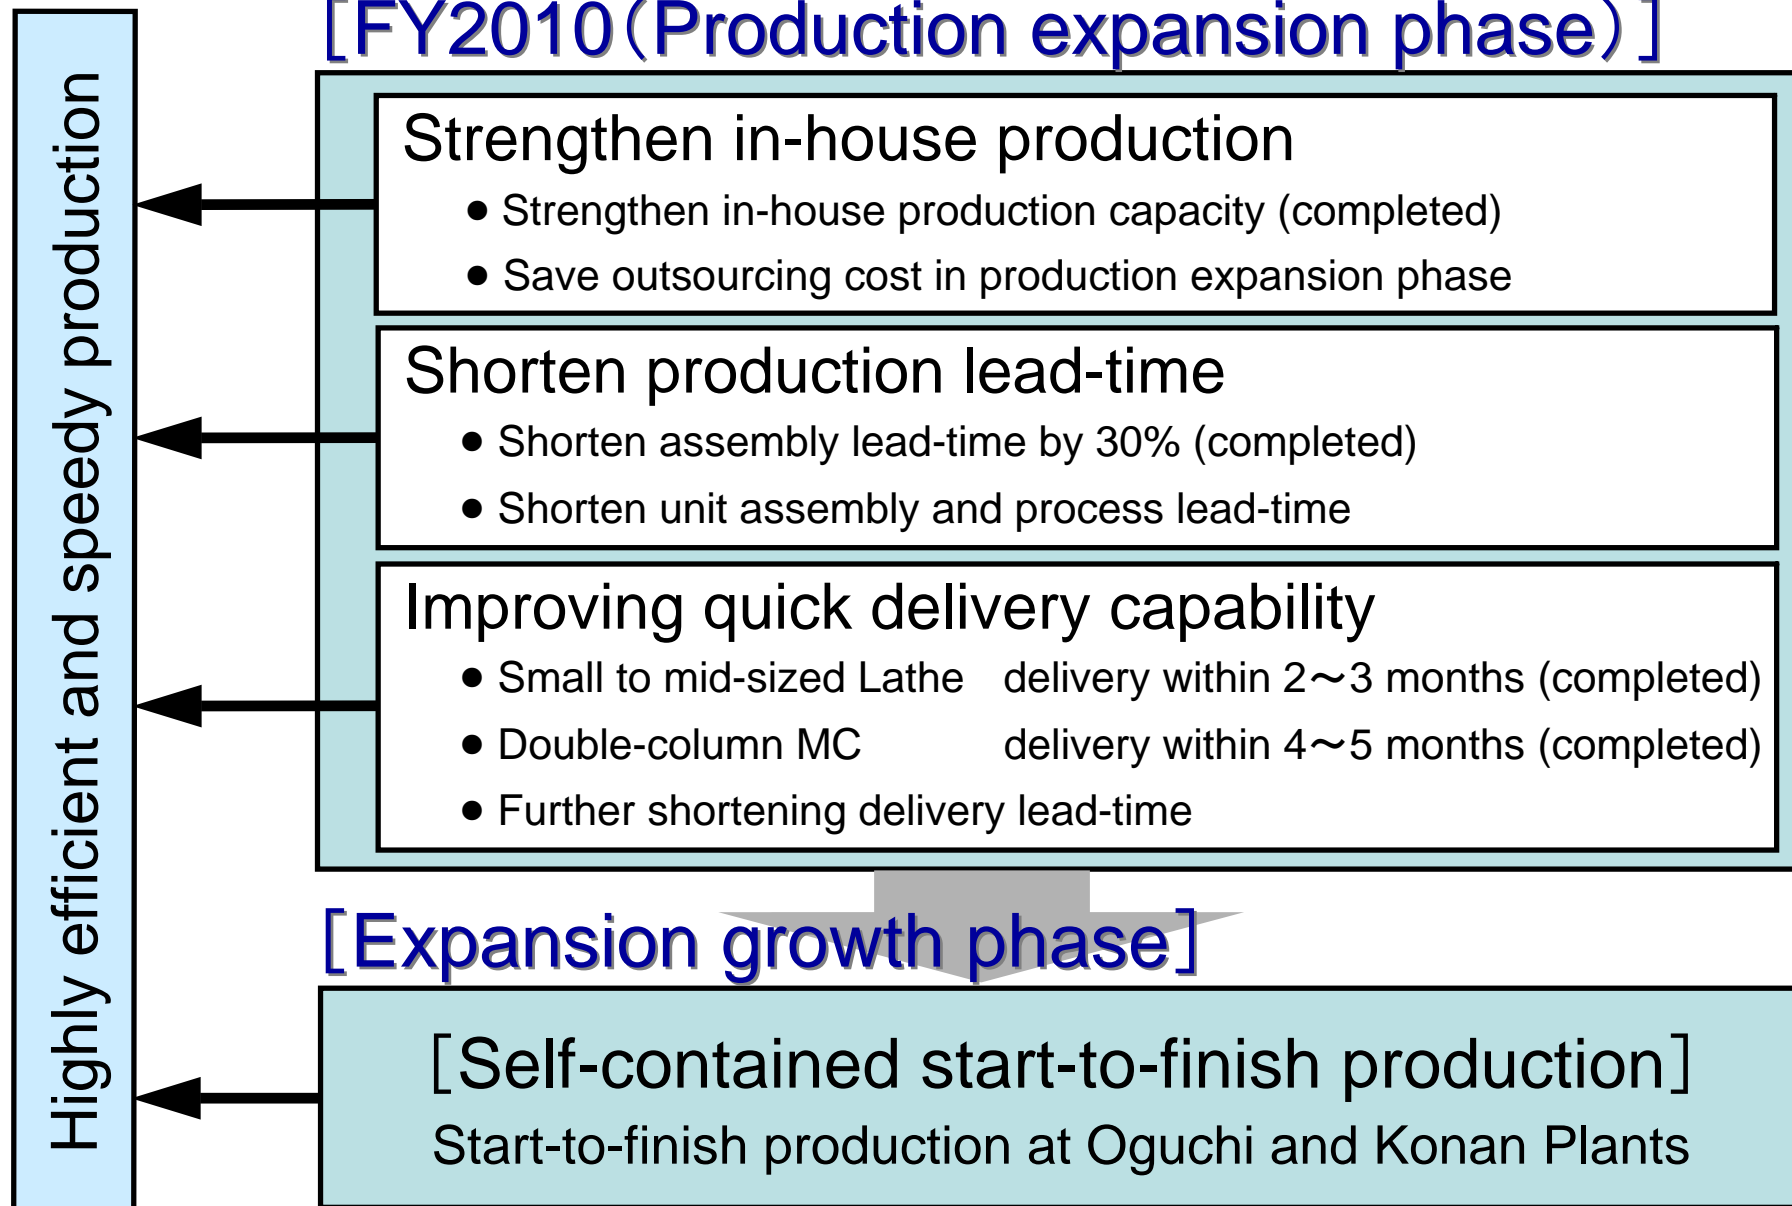 Highly efficient and speedy production
[FY2010(Production expansion phase)]
Strengthen in-house production
● Strengthen in-house production capacity (completed)
● Save outsourcing cost in production expansion phase
Shorten production lead-time
● Shorten assembly lead-time by 30% (completed)
● Shorten unit assembly and process lead-time
Improving quick delivery capability
● Small to mid-sized Lathe delivery within 2～3 months (completed)
● Double-column MC delivery within 4～5 months (completed)
● Further shortening delivery lead-time
[Expansion growth phase]
[Self-contained start-to-finish production]
Start-to-finish production at Oguchi and Konan Plants